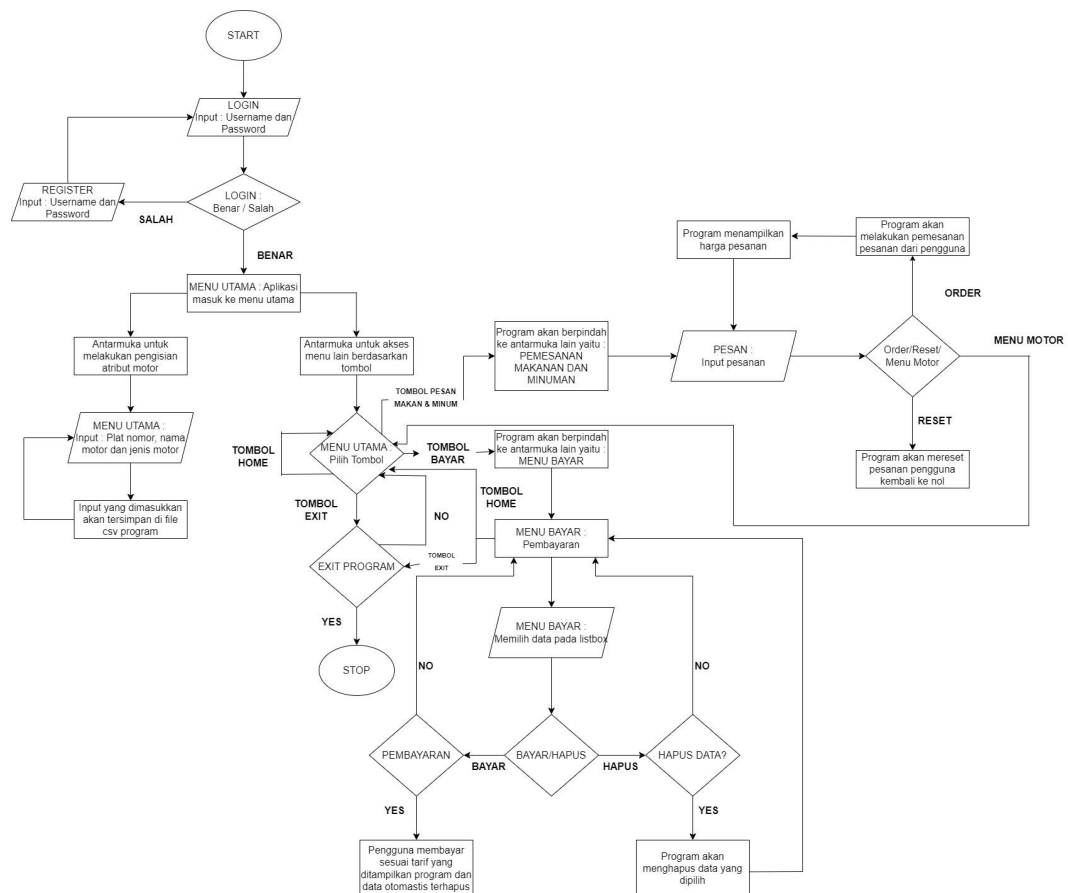 START
LOGIN
Input : Username dan
Password
REGISTER
Input : Username dan
Password
SALAH
LOGIN :
Benar / Salah
BENAR
MENU UTAMA : Aplikasi
masuk ke menu utama
Antarmuka untuk
melakukan pengisian
atribut motor
MENU UTAMA :
Input : Plat nomor, nama
motor dan jenis motor
Input yang dimasukkan
akan tersimpan di file
csv program
Antarmuka untuk akses
menu lain berdasarkan
tombol
TOMBOL PESAN
MAKAN & MINUM
Program akan berpindah
ke antarmuka lain yaitu :
PEMESANAN
MAKANAN DAN
MINUMAN
PESAN :
Input pesanan
Program menampilkan
harga pesanan
Program akan
melakukan pemesanan
pesanan dari pengguna
ORDER
Order/Reset/
Menu Motor
MENU MOTOR
RESET
Program akan mereset
pesanan pengguna
kembali ke nol
TOMBOL
HOME
MENU UTAMA :
Pilih Tombol
TOMBOL
BAYAR
Program akan berpindah
ke antarmuka lain yaitu :
MENU BAYAR
TOMBOL
EXIT
NO
TOMBOL
HOME
EXIT PROGRAM
TOMBOL
EXIT
MENU BAYAR :
Pembayaran
YES
STOP
MENU BAYAR :
Memilih data pada listbox
NO
NO
PEMBAYARAN
BAYAR
BAYAR/HAPUS
HAPUS
HAPUS DATA?
YES
YES
Pengguna membayar
sesuai tarif yang
ditampilkan program dan
data otomastis terhapus
Program akan
menghapus data yang
dipilih